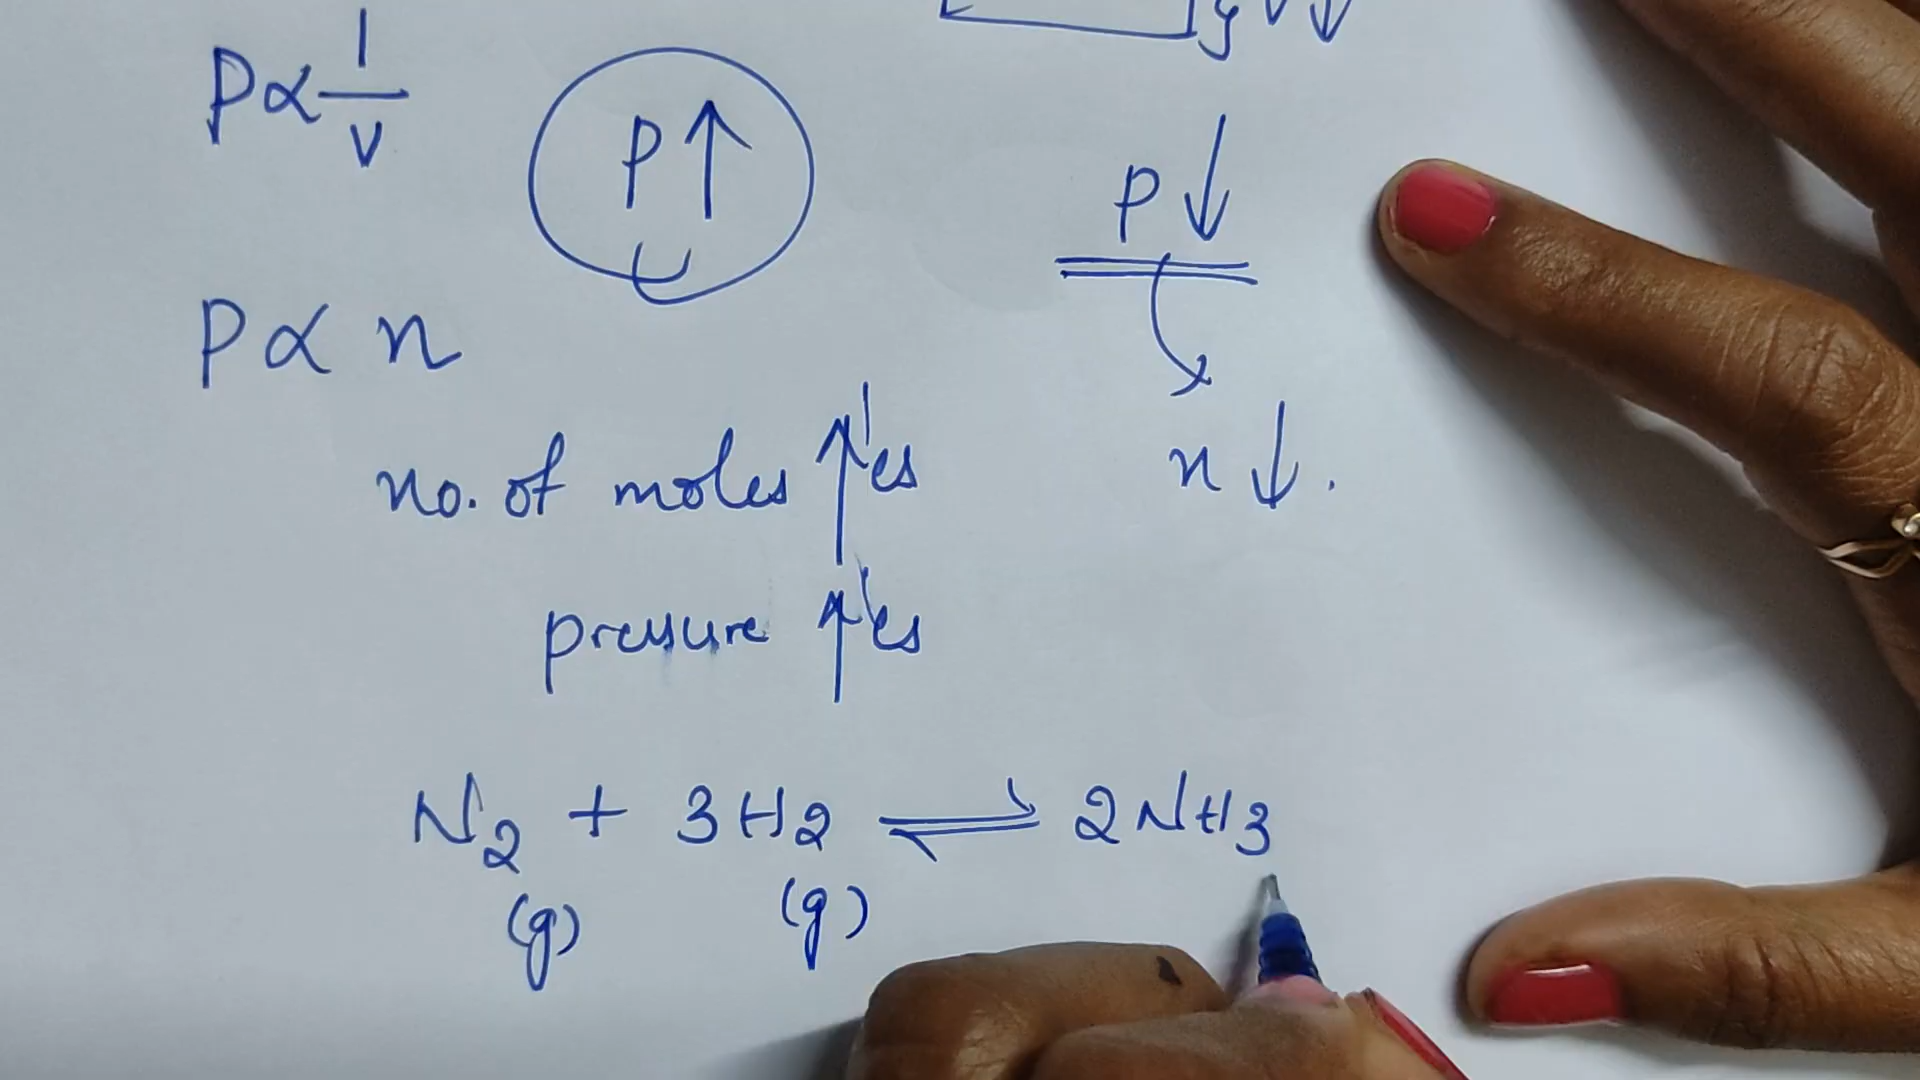 P ∝ 1/V
P ↑
P ↓
P ∝ n
n ↓.
no. of moles ↑'es
pressure ↑'es
N2 + 3H2 ⇌ 2NH3
(g) (g)